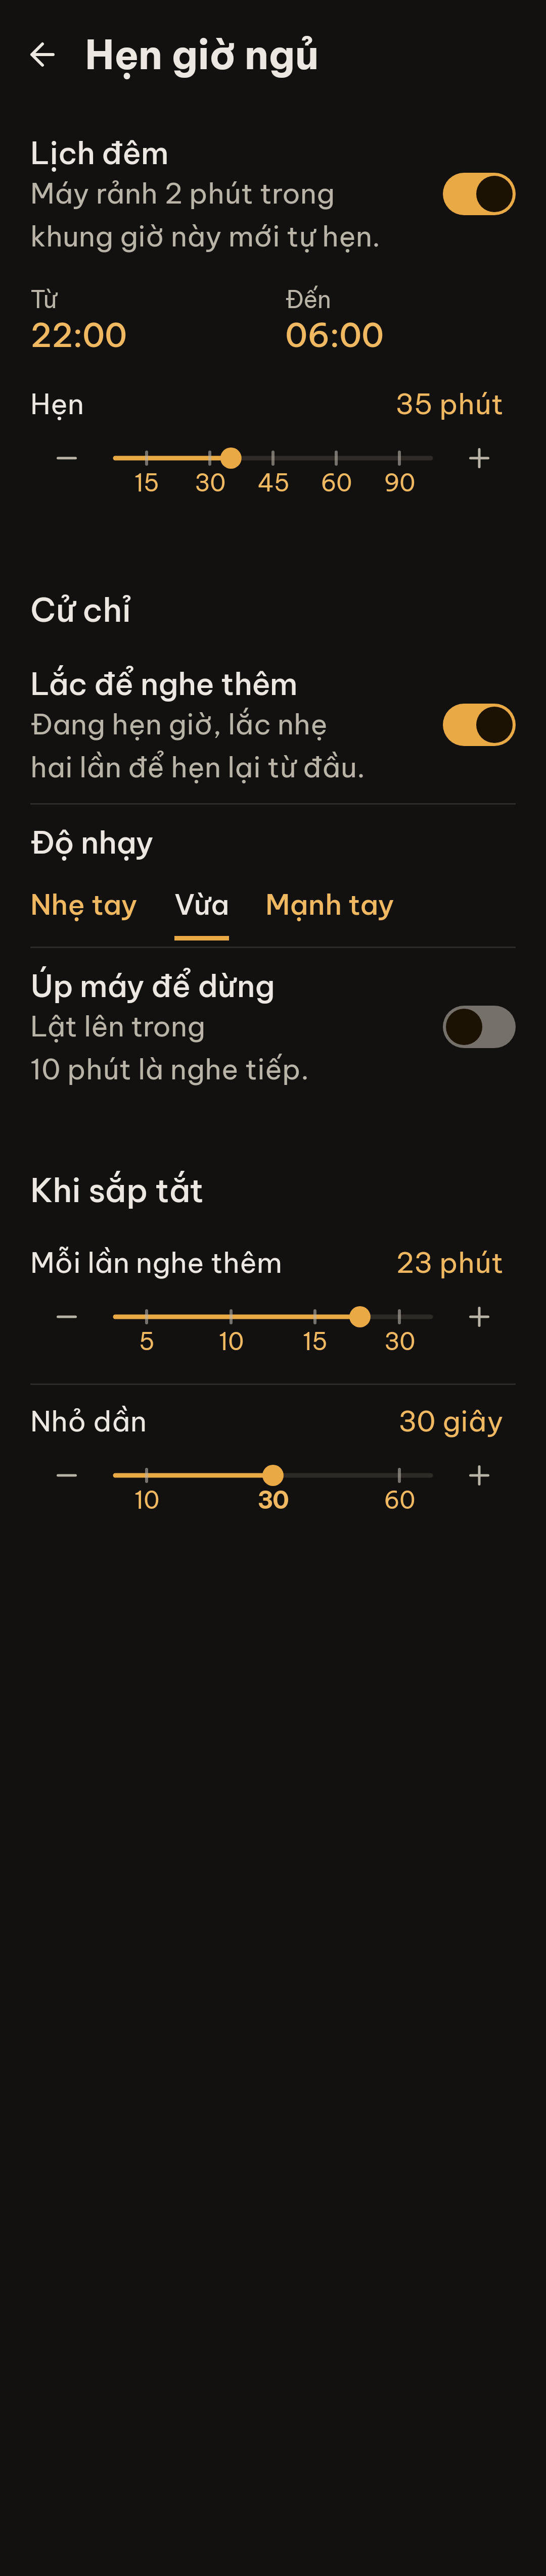 Hẹn giờ ngủ
Lịch đêm
Máy rảnh 2 phút trong
khung giờ này mới tự hẹn.
Từ Đến
22:00 06:00
Hẹn 35 phút
15 30 45 60 90
Cử chỉ
Lắc để nghe thêm
Đang hẹn giờ, lắc nhẹ
hai lần để hẹn lại từ đầu.
Độ nhạy
Nhẹ tay Vừa Mạnh tay
Úp máy để dừng
Lật lên trong
10 phút là nghe tiếp.
Khi sắp tắt
Mỗi lần nghe thêm 23 phút
5 10 15 30
Nhỏ dần 30 giây
10 30 60